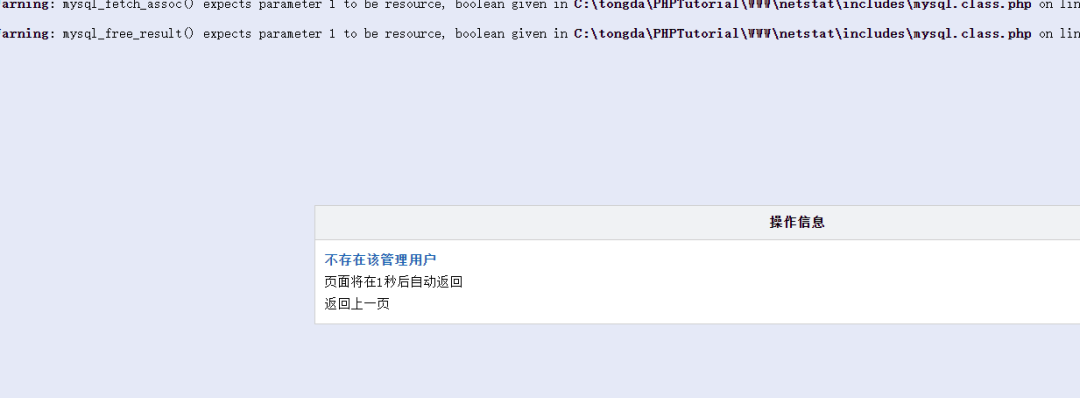 arning: mysql_fetch_assoc() expects parameter 1 to be resource, boolean given in C:\tongda\PHPTutorial\WWW\netstat\includes\mysql.class.php on lin
arning: mysql_free_result() expects parameter 1 to be resource, boolean given in C:\tongda\PHPTutorial\WWW\netstat\includes\mysql.class.php on lin
操作信息
不存在该管理用户
页面将在1秒后自动返回
返回上一页